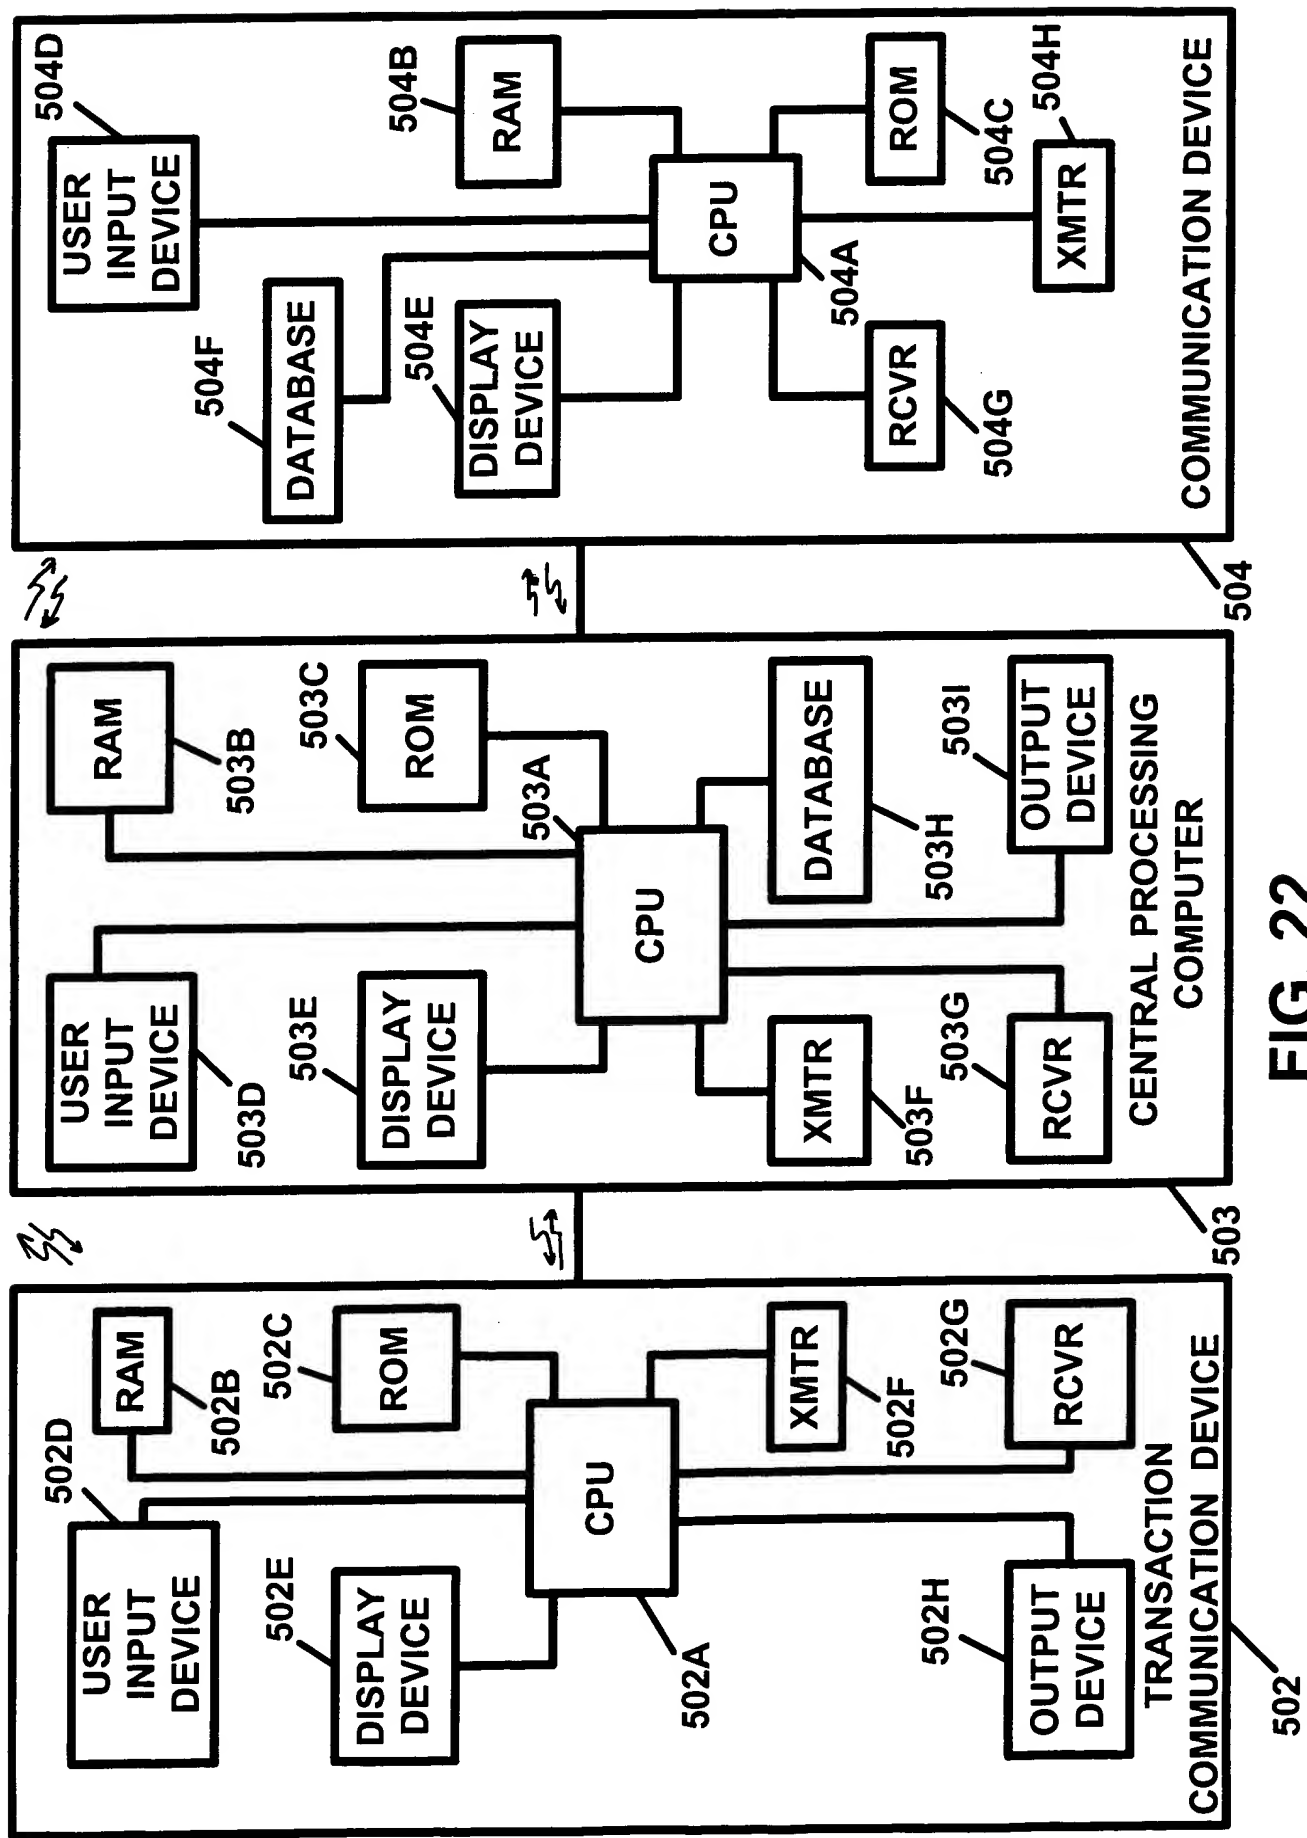 502D
USER
INPUT
DEVICE
RAM
502B
502E
DISPLAY
DEVICE
502C
ROM
CPU
502A
XMTR
502F
502H
OUTPUT
DEVICE
502G
RCVR
TRANSACTION
COMMUNICATION DEVICE
502
USER
INPUT
DEVICE
503D
RAM
503B
503E
DISPLAY
DEVICE
503C
ROM
503A
CPU
XMTR
503F
DATABASE
503H
503G
RCVR
503I
OUTPUT
DEVICE
CENTRAL PROCESSING
COMPUTER
503
504D
USER
INPUT
DEVICE
504F
DATABASE
504E
DISPLAY
DEVICE
504B
RAM
CPU
504A
RCVR
504G
ROM
504C
XMTR
504H
COMMUNICATION DEVICE
504
FIG. 22